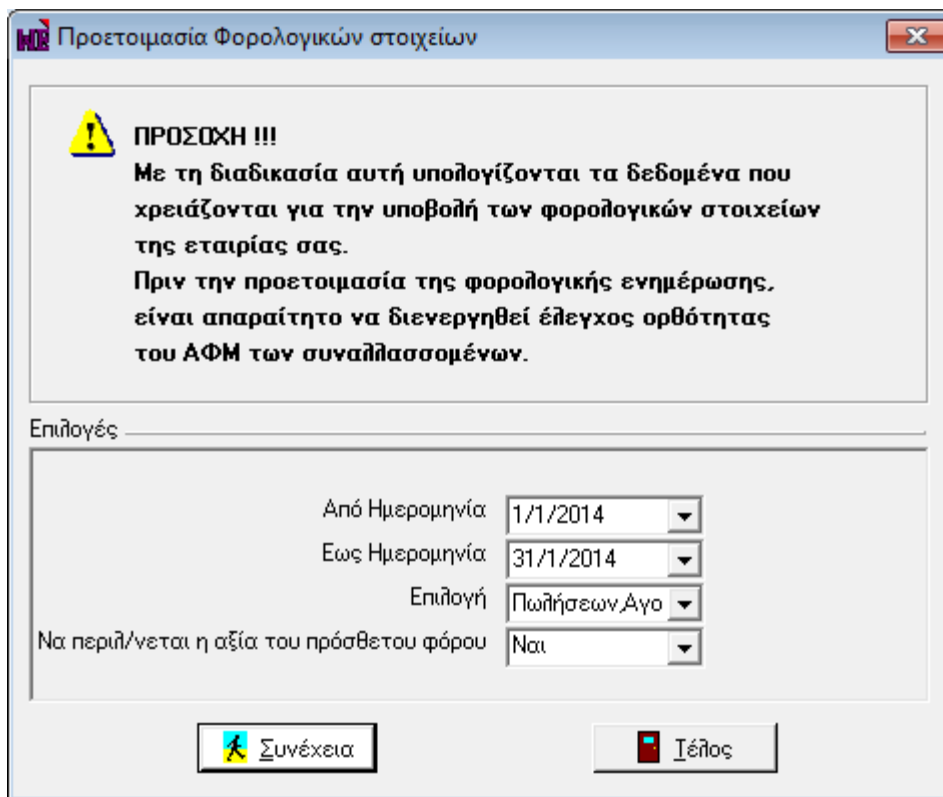 Προετοιμασία Φορολογικών στοιχείων
ΠΡΟΣΟΧΗ !!!
Με τη διαδικασία αυτή υπολογίζονται τα δεδομένα που
χρειάζονται για την υποβολή των φορολογικών στοιχείων
της εταιρίας σας.
Πριν την προετοιμασία της φορολογικής ενημέρωσης,
είναι απαραίτητο να διενεργηθεί έλεγχος ορθότητας
του ΑΦΜ των συναλλασσομένων.
Επιλογές
Από Ημερομηνία 1/1/2014
Εως Ημερομηνία 31/1/2014
Επιλογή Πωλήσεων,Αγο
Να περιλ/νεται η αξία του πρόσθετου φόρου Ναι
Συνέχεια Τέλος